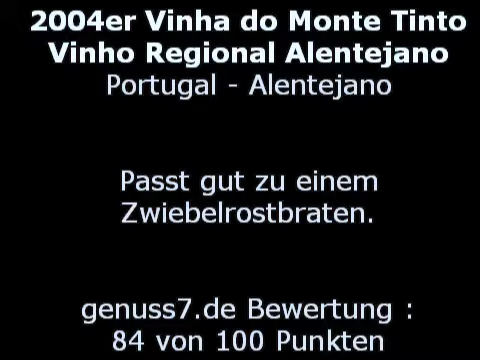 2004er Vinha do Monte Tinto
Vinho Regional Alentejano
Portugal - Alentejano
Passt gut zu einem
Zwiebelrostbraten.
genuss7.de Bewertung :
84 von 100 Punkten